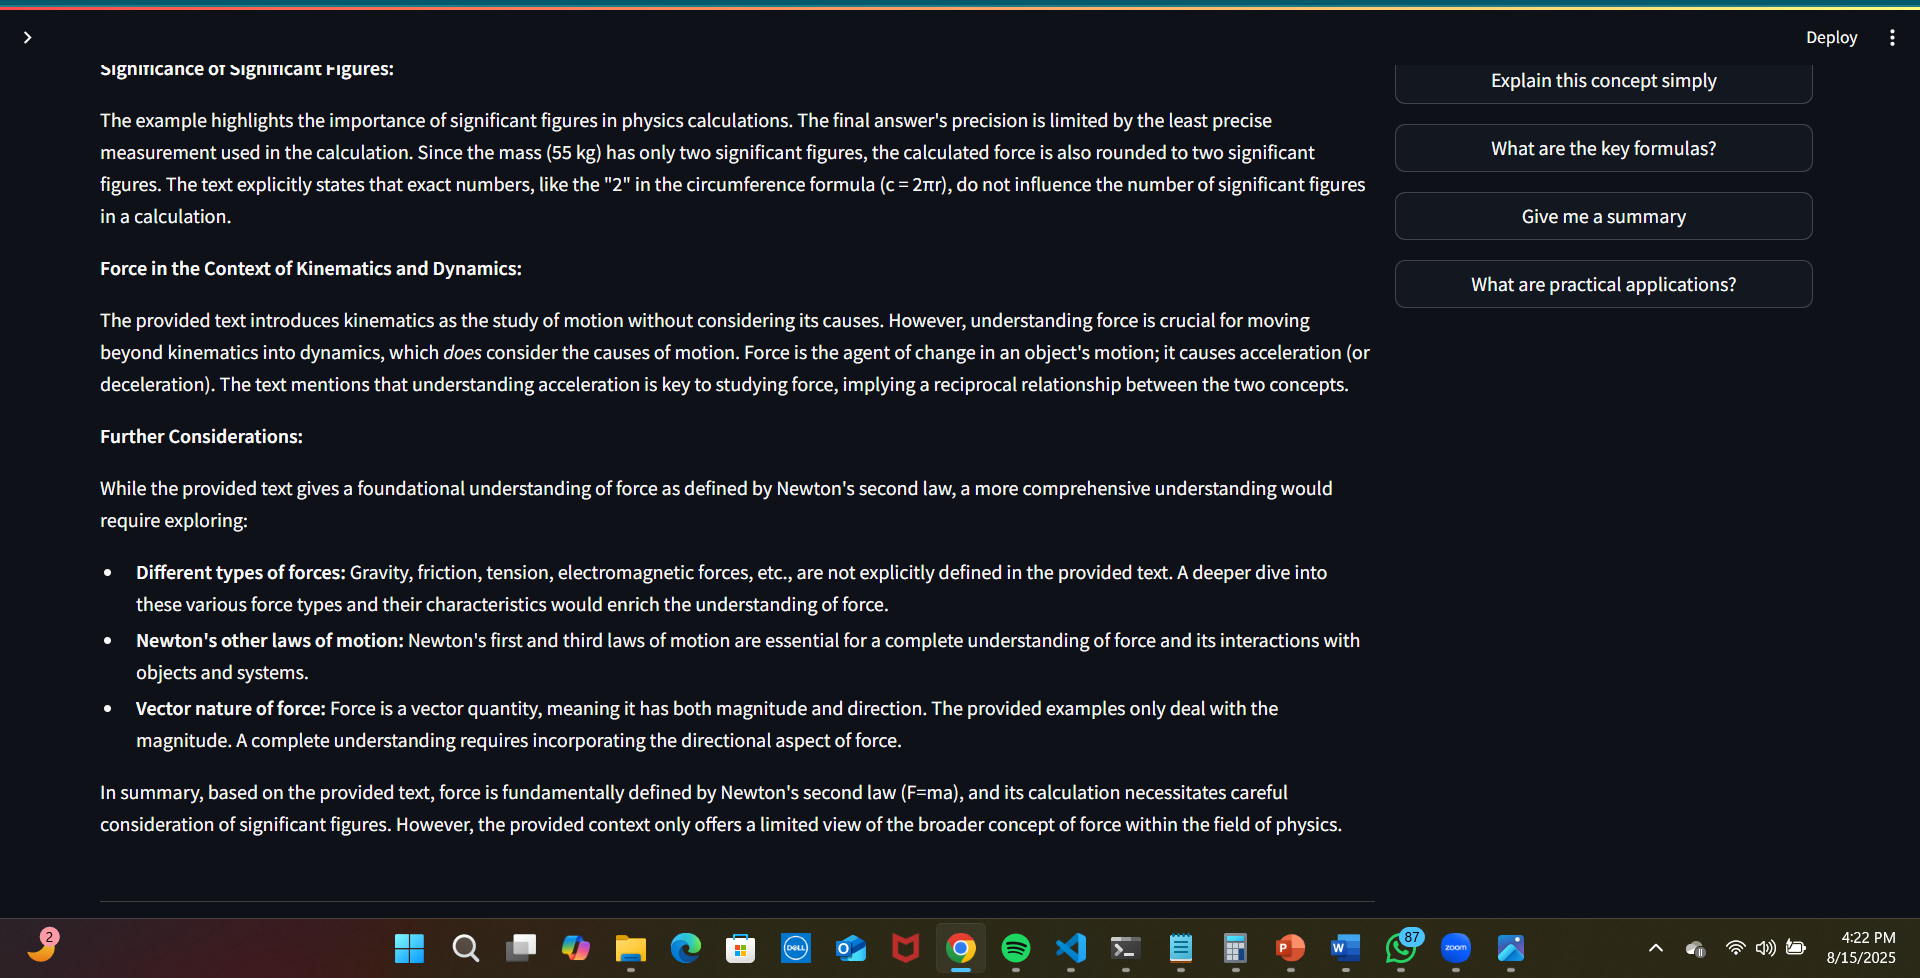 Deploy
Significance of Significant Figures:
The example highlights the importance of significant figures in physics calculations. The final answer's precision is limited by the least precise
measurement used in the calculation. Since the mass (55 kg) has only two significant figures, the calculated force is also rounded to two significant
figures. The text explicitly states that exact numbers, like the "2" in the circumference formula (c = 2πr), do not influence the number of significant figures
in a calculation.
Force in the Context of Kinematics and Dynamics:
The provided text introduces kinematics as the study of motion without considering its causes. However, understanding force is crucial for moving
beyond kinematics into dynamics, which does consider the causes of motion. Force is the agent of change in an object's motion; it causes acceleration (or
deceleration). The text mentions that understanding acceleration is key to studying force, implying a reciprocal relationship between the two concepts.
Further Considerations:
While the provided text gives a foundational understanding of force as defined by Newton's second law, a more comprehensive understanding would
require exploring:
• Different types of forces: Gravity, friction, tension, electromagnetic forces, etc., are not explicitly defined in the provided text. A deeper dive into
these various force types and their characteristics would enrich the understanding of force.
• Newton's other laws of motion: Newton's first and third laws of motion are essential for a complete understanding of force and its interactions with
objects and systems.
• Vector nature of force: Force is a vector quantity, meaning it has both magnitude and direction. The provided examples only deal with the
magnitude. A complete understanding requires incorporating the directional aspect of force.
In summary, based on the provided text, force is fundamentally defined by Newton's second law (F=ma), and its calculation necessitates careful
consideration of significant figures. However, the provided context only offers a limited view of the broader concept of force within the field of physics.
Explain this concept simply
What are the key formulas?
Give me a summary
What are practical applications?
2
DELL
O
P
W
87
zoom
4:22 PM
8/15/2025